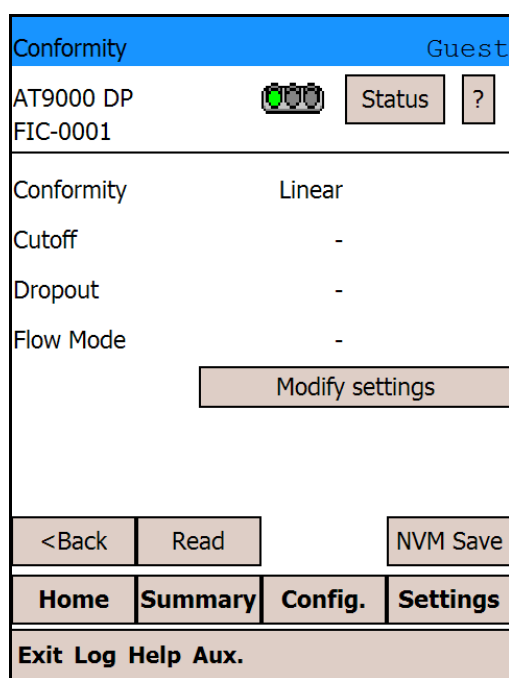 Conformity Guest
AT9000 DP Status ?
FIC-0001
Conformity Linear
Cutoff -
Dropout -
Flow Mode -
Modify settings
<Back Read NVM Save
Home Summary Config. Settings
Exit Log Help Aux.